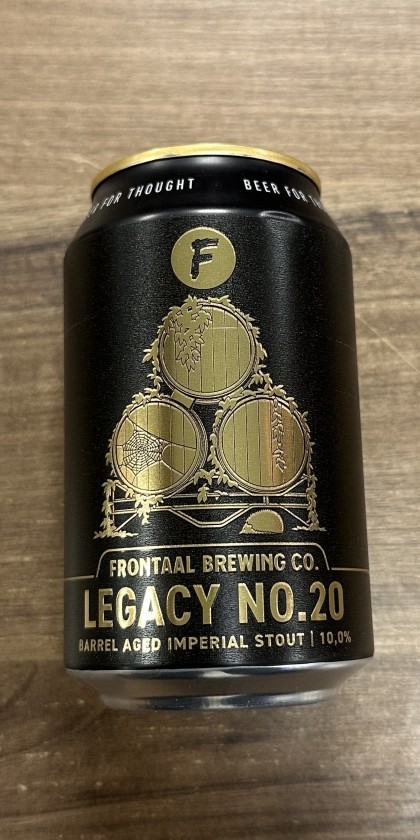 FOR THOUGHT BEER FOR
F
FRONTAAL BREWING CO.
LEGACY NO.20
BARREL AGED IMPERIAL STOUT | 10,0%